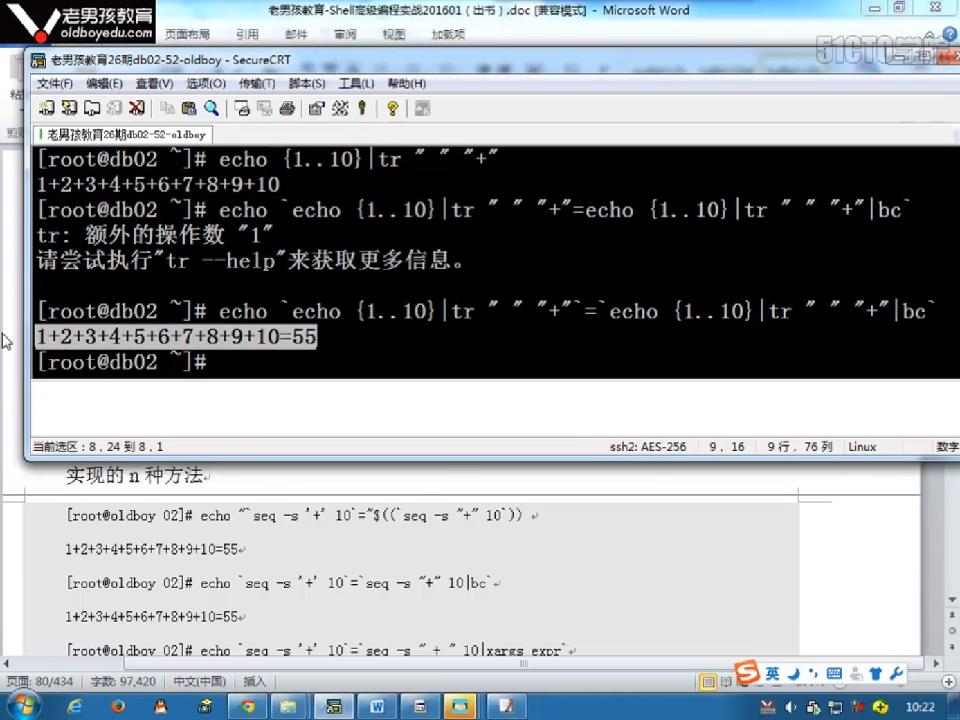 老男孩教育
oldboyedu.com
老男孩教育-Shell高级编程实战201601（出书）.doc [兼容模式] - Microsoft Word
页面布局 引用 邮件 审阅 视图 加载项
老男孩教育26期db02-52-oldboy - SecureCRT
文件(F) 编辑(E) 查看(V) 选项(O) 传输(T) 脚本(S) 工具(L) 帮助(H)
老男孩教育26期db02-52-oldboy
[root@db02 ~]# echo {1..10}|tr " " "+"
1+2+3+4+5+6+7+8+9+10
[root@db02 ~]# echo `echo {1..10}|tr " " "+"=echo {1..10}|tr " " "+"|bc`
tr: 额外的操作数 "1"
请尝试执行"tr --help"来获取更多信息。
[root@db02 ~]# echo `echo {1..10}|tr " " "+"`=`echo {1..10}|tr " " "+"|bc`
1+2+3+4+5+6+7+8+9+10=55
[root@db02 ~]#
当前选区：8，24 到 8，1 ssh2: AES-256 9，16 9 行，76 列 Linux 数字
实现的 n 种方法
[root@oldboy 02]# echo "`seq -s '+' 10`="$((`seq -s "+" 10`))
1+2+3+4+5+6+7+8+9+10=55
[root@oldboy 02]# echo `seq -s '+' 10`=`seq -s "+" 10|bc`
1+2+3+4+5+6+7+8+9+10=55
[root@oldboy 02]# echo `seq -s '+' 10`=`seq -s " + " 10|xargs expr`
页面: 80/434 字数: 97,420 中文(中国) 插入
英
10:22